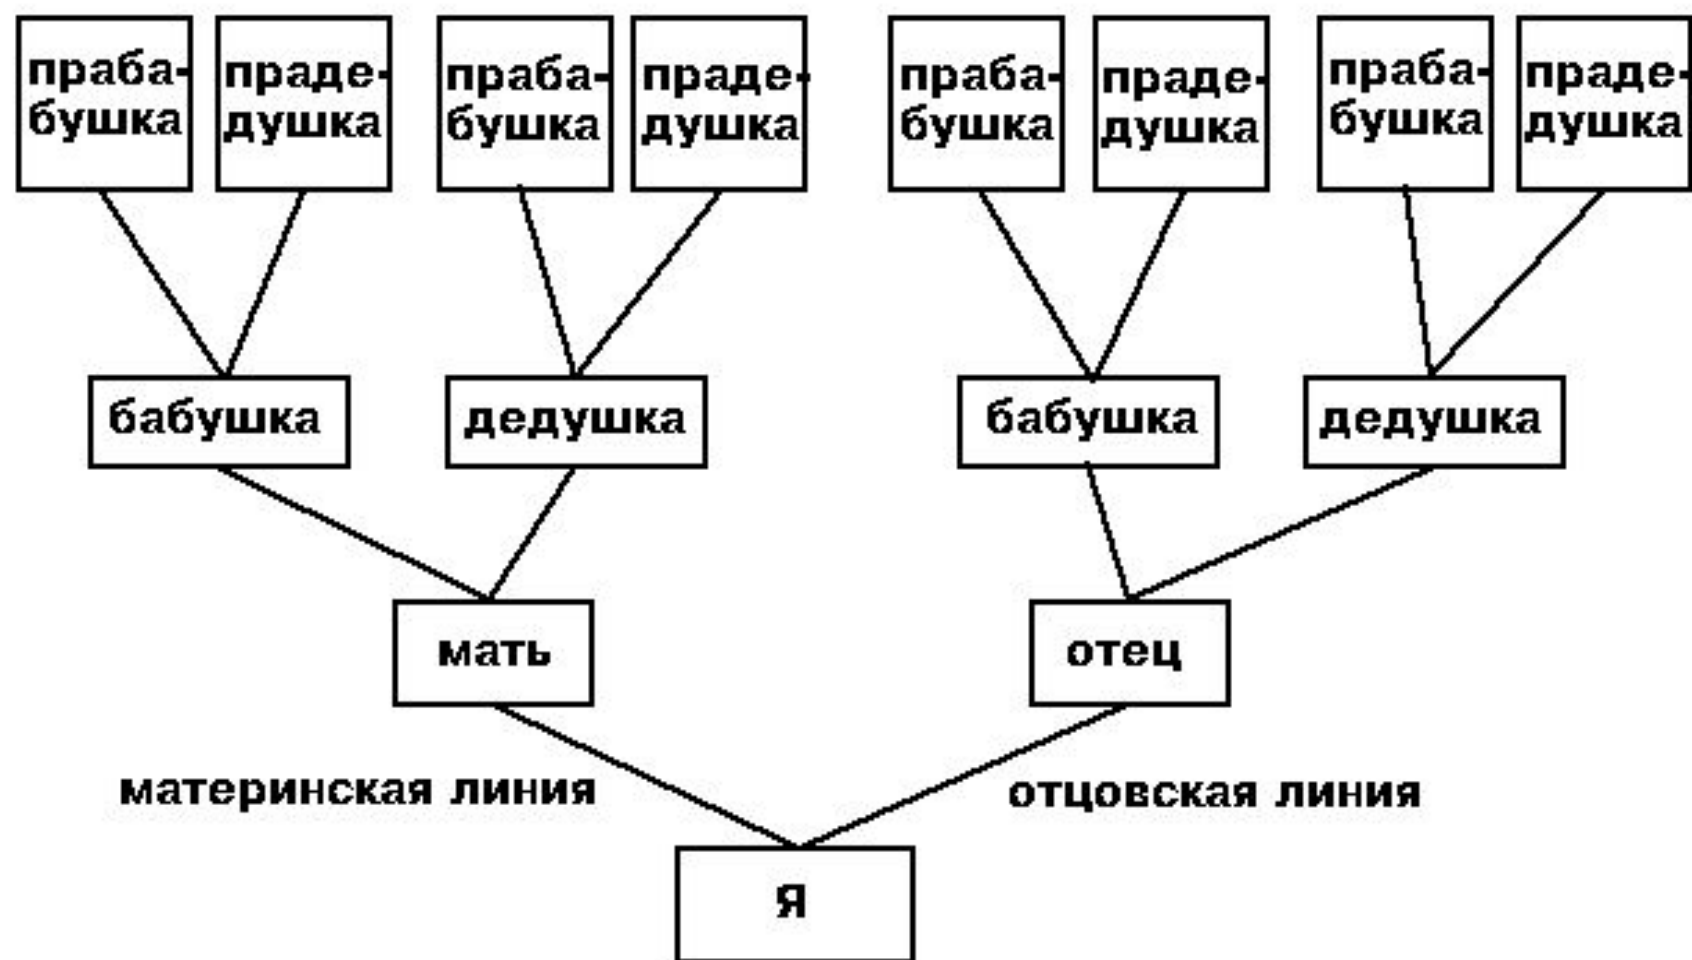 праба-
бушка
праде-
душка
праба-
бушка
праде-
душка
праба-
бушка
праде-
душка
праба-
бушка
праде-
душка
бабушка
дедушка
бабушка
дедушка
мать
отец
материнская линия
отцовская линия
я